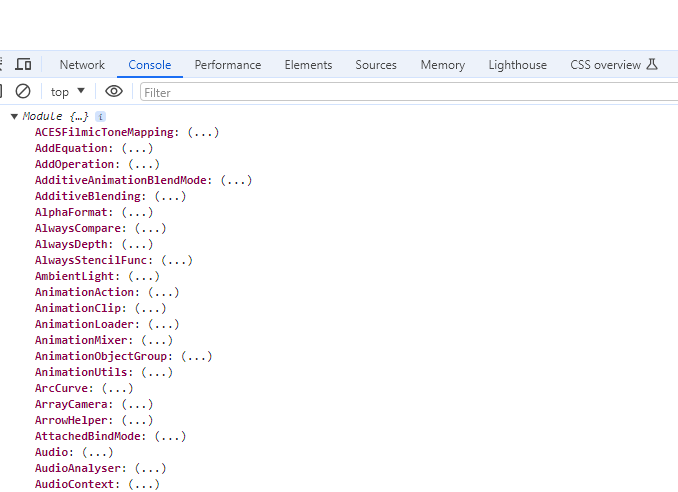 Network Console Performance Elements Sources Memory Lighthouse CSS overview
top ▼ Filter
▼ Module {…} i
ACESFilmicToneMapping: (...)
AddEquation: (...)
AddOperation: (...)
AdditiveAnimationBlendMode: (...)
AdditiveBlending: (...)
AlphaFormat: (...)
AlwaysCompare: (...)
AlwaysDepth: (...)
AlwaysStencilFunc: (...)
AmbientLight: (...)
AnimationAction: (...)
AnimationClip: (...)
AnimationLoader: (...)
AnimationMixer: (...)
AnimationObjectGroup: (...)
AnimationUtils: (...)
ArcCurve: (...)
ArrayCamera: (...)
ArrowHelper: (...)
AttachedBindMode: (...)
Audio: (...)
AudioAnalyser: (...)
AudioContext: (...)